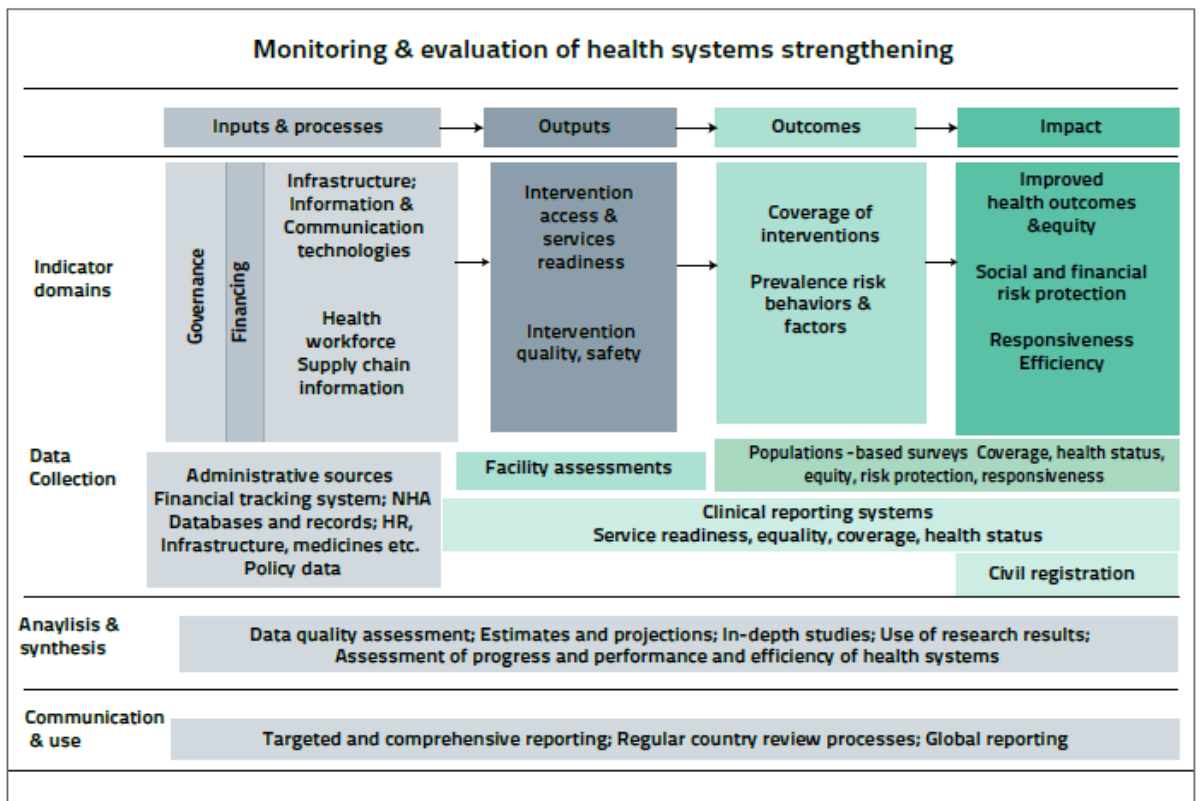 Monitoring & evaluation of health systems strengthening
Inputs & processes
Outputs
Outcomes
Impact
Indicator
domains
Governance
Financing
Infrastructure;
Information &
Communication
technologies
Health
workforce
Supply chain
information
Intervention
access &
services
readiness
Intervention
quality, safety
Coverage of
interventions
Prevalence risk
behaviors &
factors
Improved
health outcomes
&equity
Social and financial
risk protection
Responsiveness
Efficiency
Data
Collection
Administrative sources
Financial tracking system; NHA
Databases and records; HR,
Infrastructure, medicines etc.
Policy data
Facility assessments
Populations -based surveys Coverage, health status,
equity, risk protection, responsiveness
Clinical reporting systems
Service readiness, equality, coverage, health status
Civil registration
Anaylisis &
synthesis
Data quality assessment; Estimates and projections; In-depth studies; Use of research results;
Assessment of progress and performance and efficiency of health systems
Communication
& use
Targeted and comprehensive reporting; Regular country review processes; Global reporting